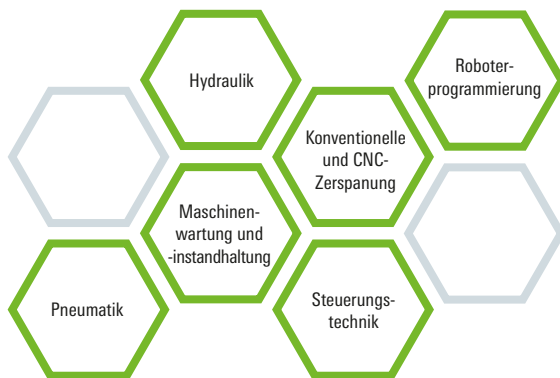 Hydraulik
Roboter-
programmierung
Konventionelle
und CNC-
Zerspanung
Maschinen-
wartung und
-instandhaltung
Pneumatik
Steuerungs-
technik